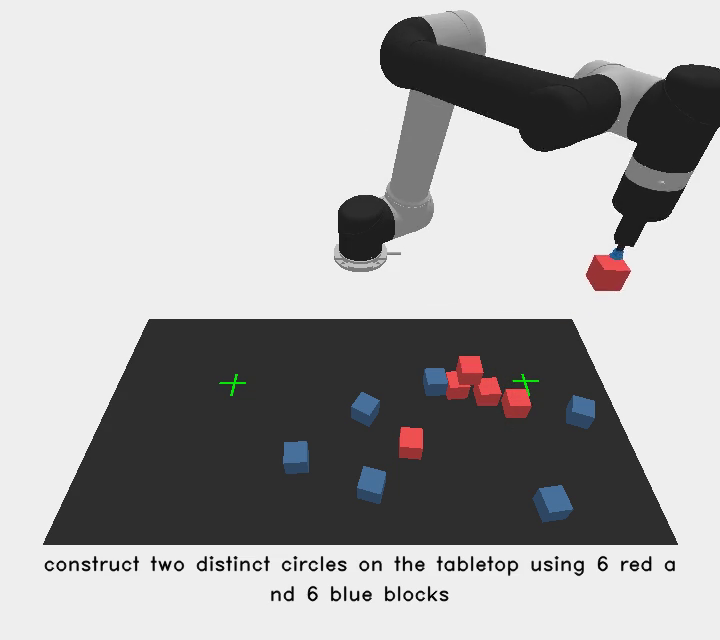 construct two distinct circles on the tabletop using 6 red a
nd 6 blue blocks